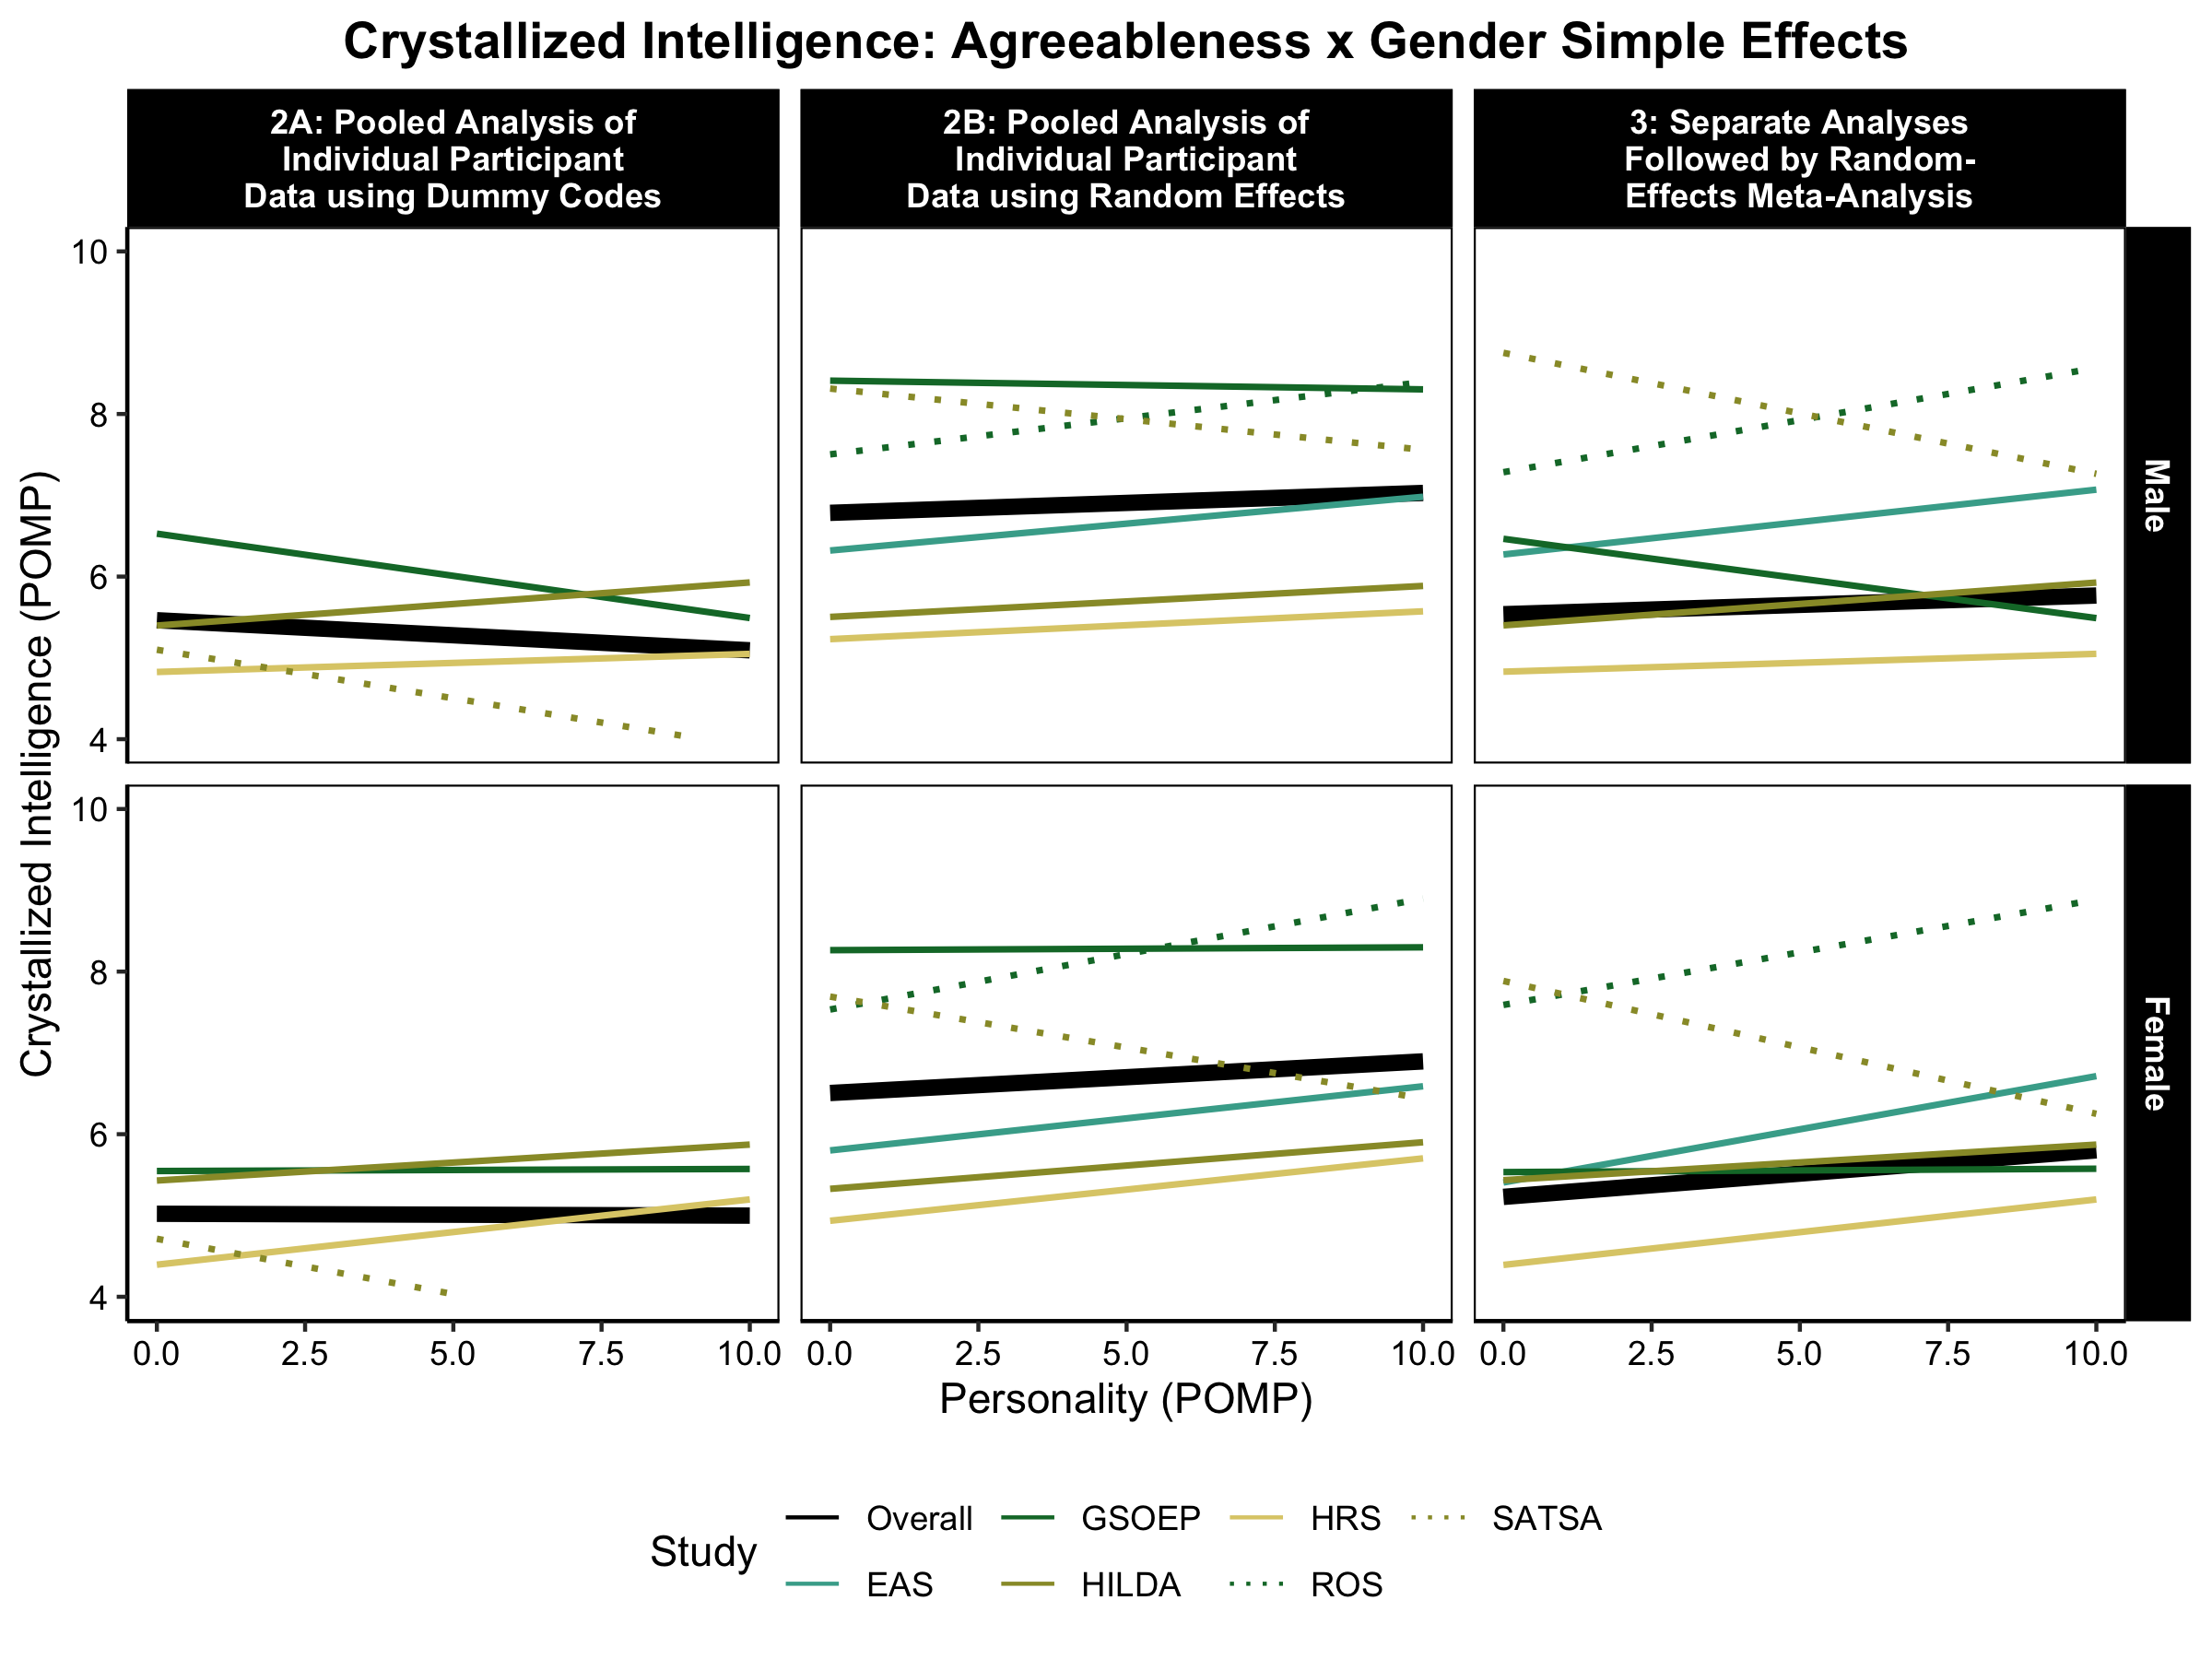 Crystallized Intelligence: Agreeableness x Gender Simple Effects
2A: Pooled Analysis of
Individual Participant
Data using Dummy Codes
2B: Pooled Analysis of
Individual Participant
Data using Random Effects
3: Separate Analyses
Followed by Random-
Effects Meta-Analysis
Crystallized Intelligence (POMP)
10
8
6
4
Male
10
8
6
4
Female
0.0 2.5 5.0 7.5 10.0
0.0 2.5 5.0 7.5 10.0
0.0 2.5 5.0 7.5 10.0
Personality (POMP)
Study
Overall GSOEP HRS SATSA
EAS HILDA ROS